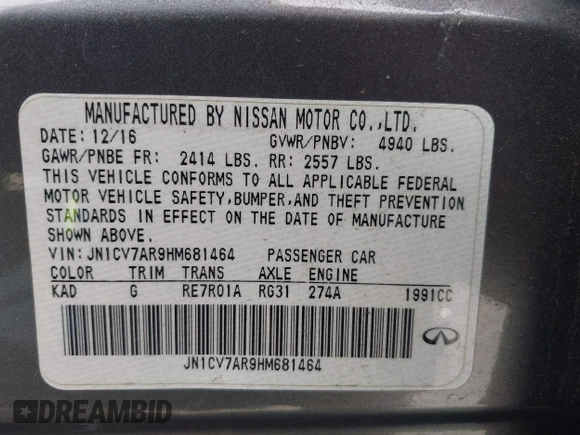 MANUFACTURED BY NISSAN MOTOR CO.,LTD.
DATE: 12/16 GVWR/PNBV: 4940 LBS.
GAWR/PNBE FR: 2414 LBS. RR: 2557 LBS.
THIS VEHICLE CONFORMS TO ALL APPLICABLE FEDERAL
MOTOR VEHICLE SAFETY,BUMPER,AND THEFT PREVENTION
STANDARDS IN EFFECT ON THE DATE OF MANUFACTURE
SHOWN ABOVE.
VIN: JN1CV7AR9HM681464 PASSENGER CAR
COLOR TRIM TRANS AXLE ENGINE
KAD G RE7R01A RG31 274A 1991CC
JN1CV7AR9HM681464
DREAMBID